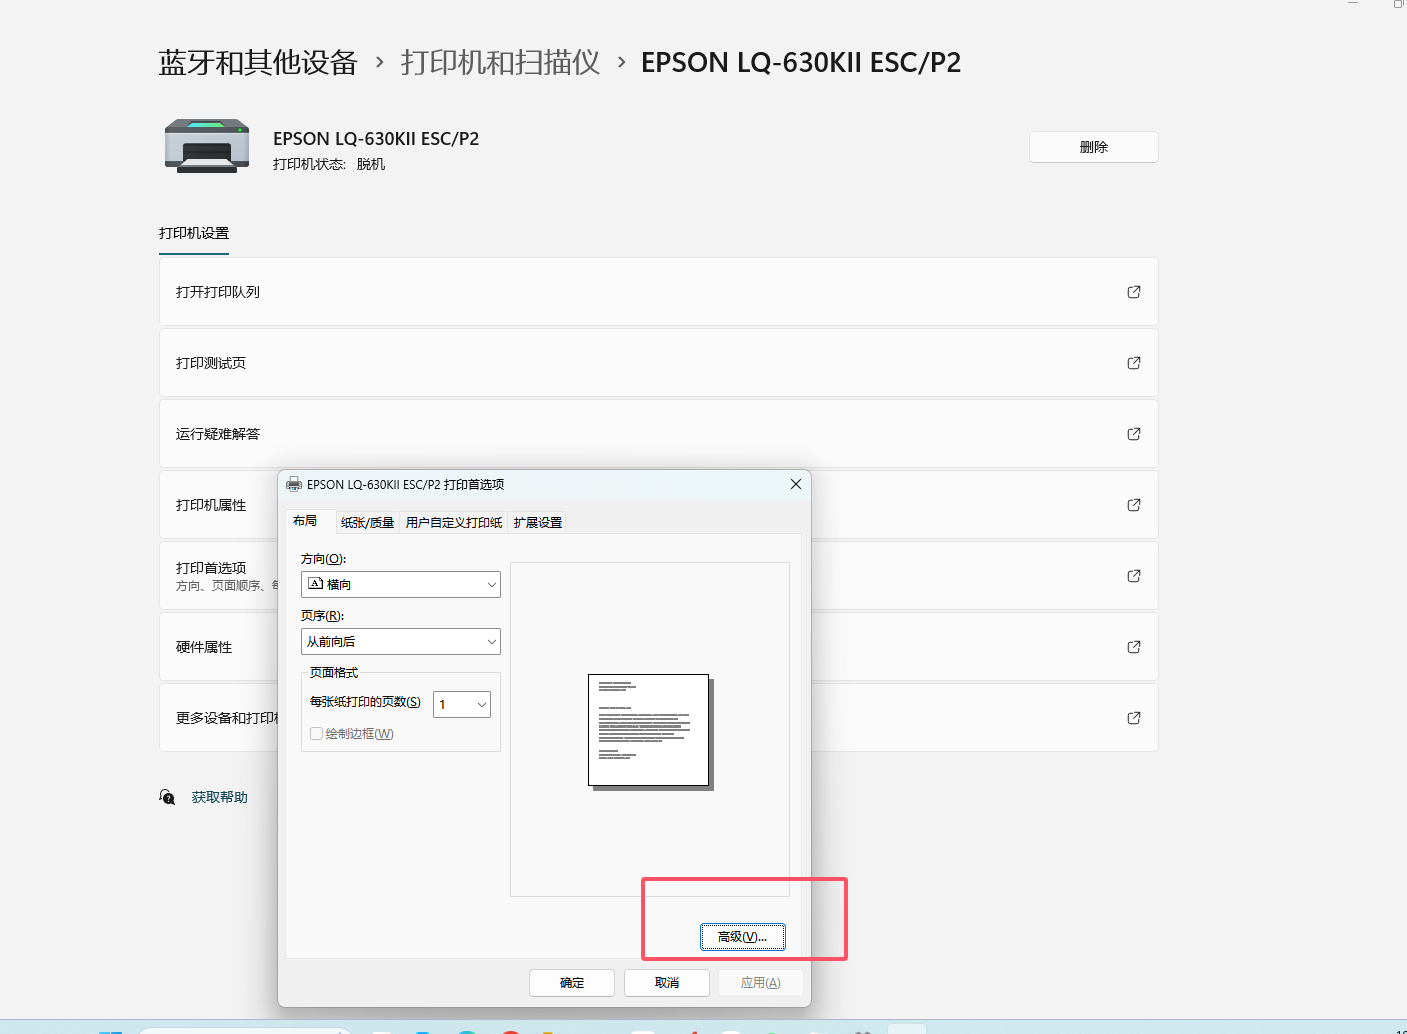 蓝牙和其他设备 › 打印机和扫描仪 › EPSON LQ-630KII ESC/P2
EPSON LQ-630KII ESC/P2
打印机状态: 脱机
删除
打印机设置
打开打印队列
打印测试页
运行疑难解答
打印机属性
打印首选项
方向、页面顺序、
硬件属性
更多设备和打印
获取帮助
EPSON LQ-630KII ESC/P2 打印首选项
布局 纸张/质量 用户自定义打印纸 扩展设置
方向(O):
A 横向
页序(R):
从前向后
页面格式
每张纸打印的页数(S) 1
绘制边框(W)
高级(V)...
确定 取消 应用(A)